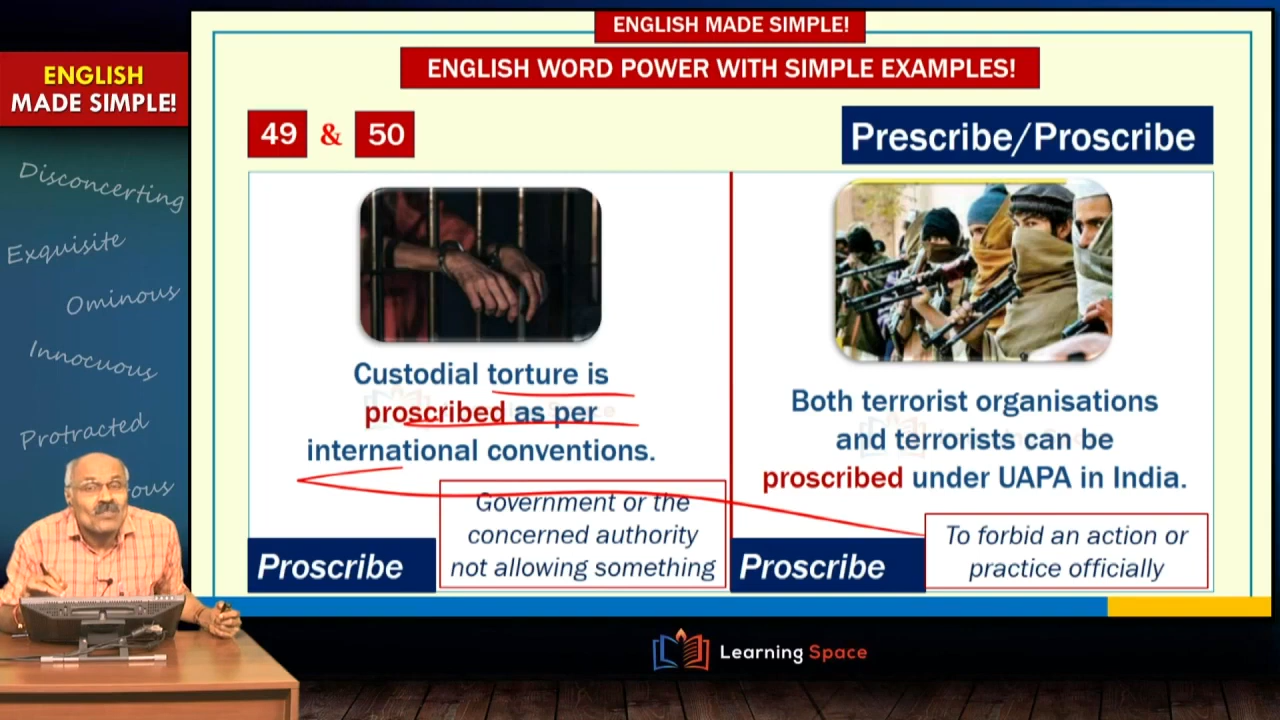 ENGLISH MADE SIMPLE!
ENGLISH WORD POWER WITH SIMPLE EXAMPLES!
ENGLISH
MADE SIMPLE!
49 & 50
Prescribe/Proscribe
Disconcerting
Exquisite
Ominous
Innocuous
Protracted
ous
Custodial torture is
proscribed as per
international conventions.
Government or the
concerned authority
not allowing something
Proscribe
Both terrorist organisations
and terrorists can be
proscribed under UAPA in India.
To forbid an action or
practice officially
Proscribe
Learning Space